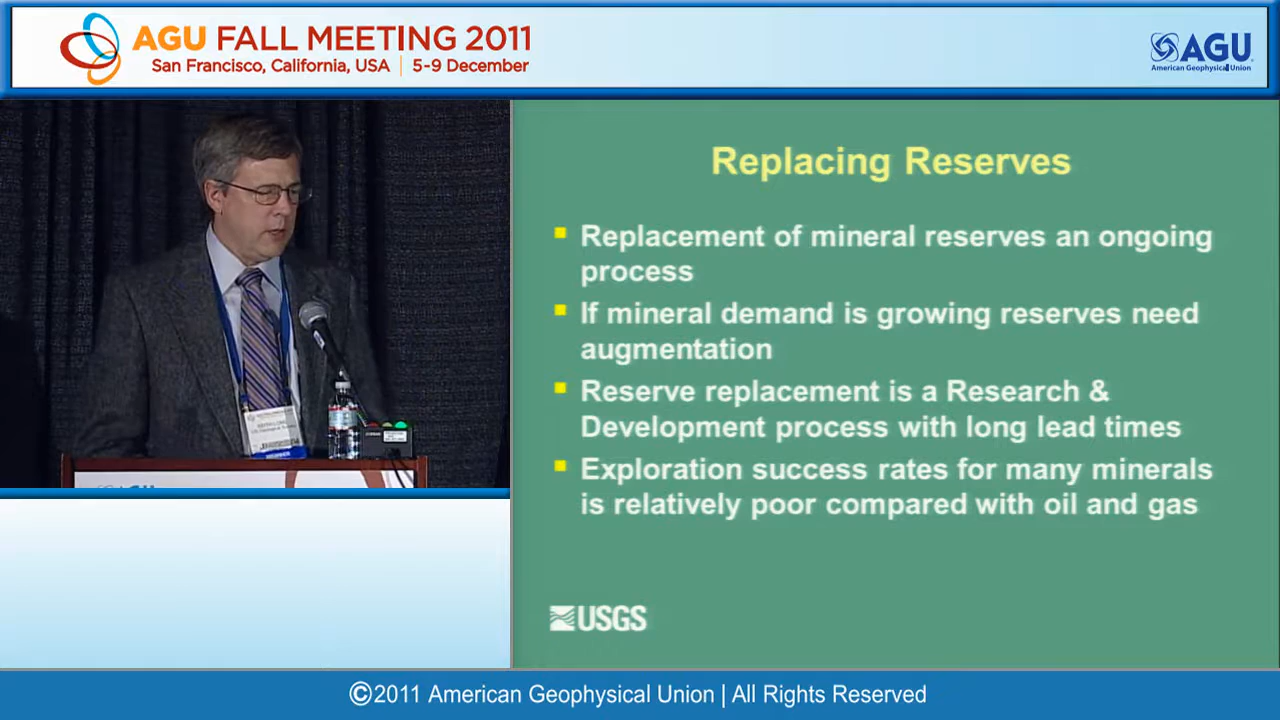 AGU FALL MEETING 2011
San Francisco, California, USA | 5-9 December
AGU
American Geophysical Union
Replacing Reserves
Replacement of mineral reserves an ongoing
process
If mineral demand is growing reserves need
augmentation
Reserve replacement is a Research &
Development process with long lead times
Exploration success rates for many minerals
is relatively poor compared with oil and gas
USGS
©2011 American Geophysical Union | All Rights Reserved